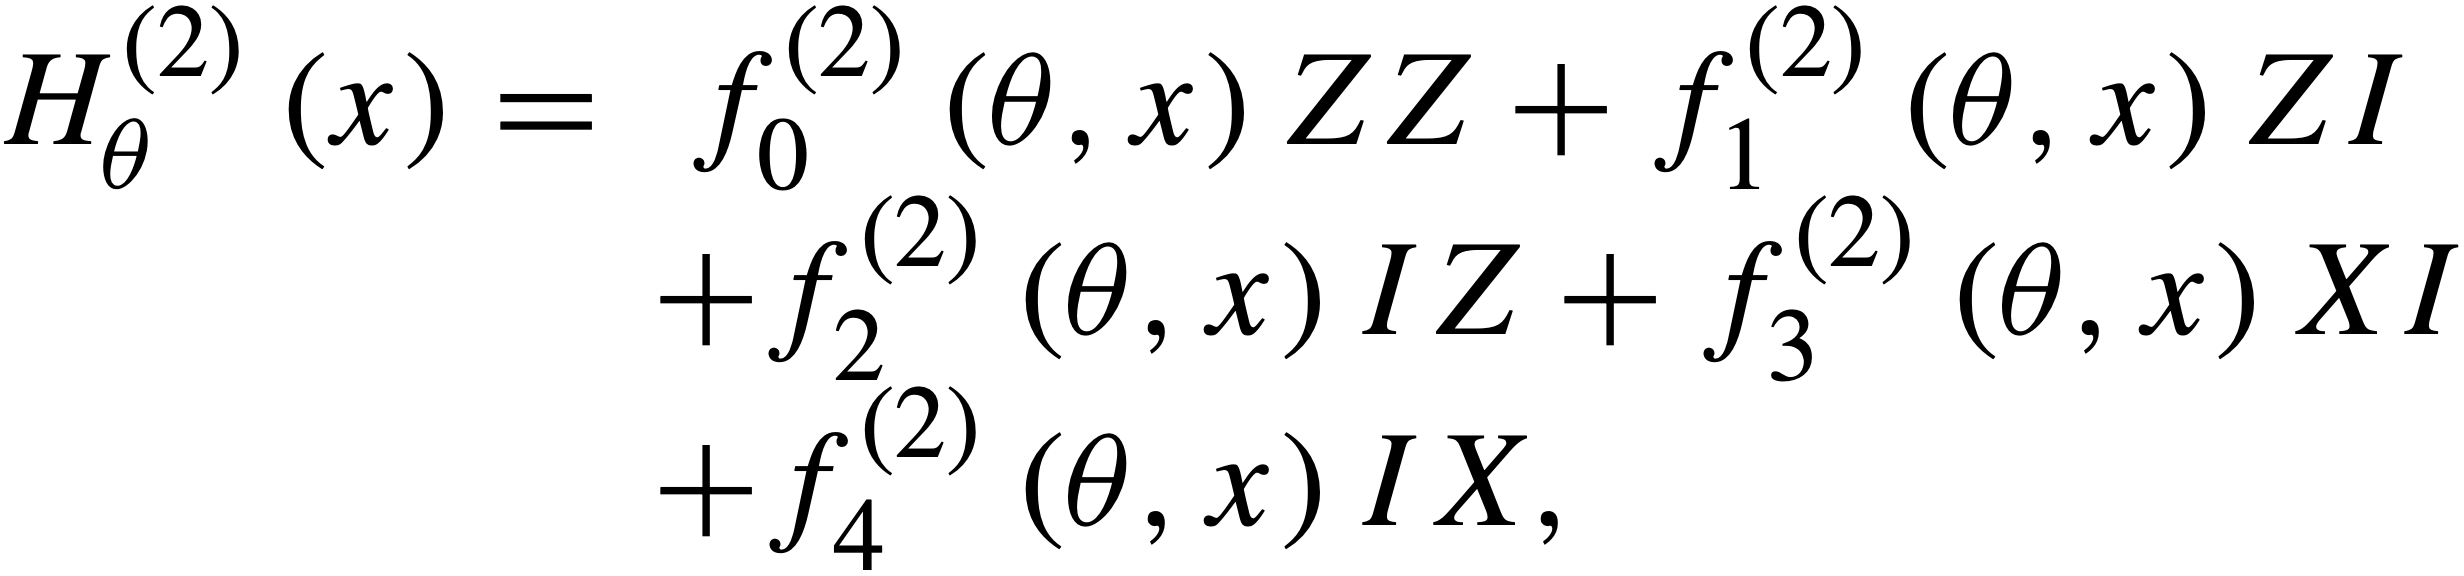 H_θ^(2) (x) = f_0^(2) (θ, x) ZZ + f_1^(2) (θ, x) ZI
+ f_2^(2) (θ, x) IZ + f_3^(2) (θ, x) XI
+ f_4^(2) (θ, x) IX,